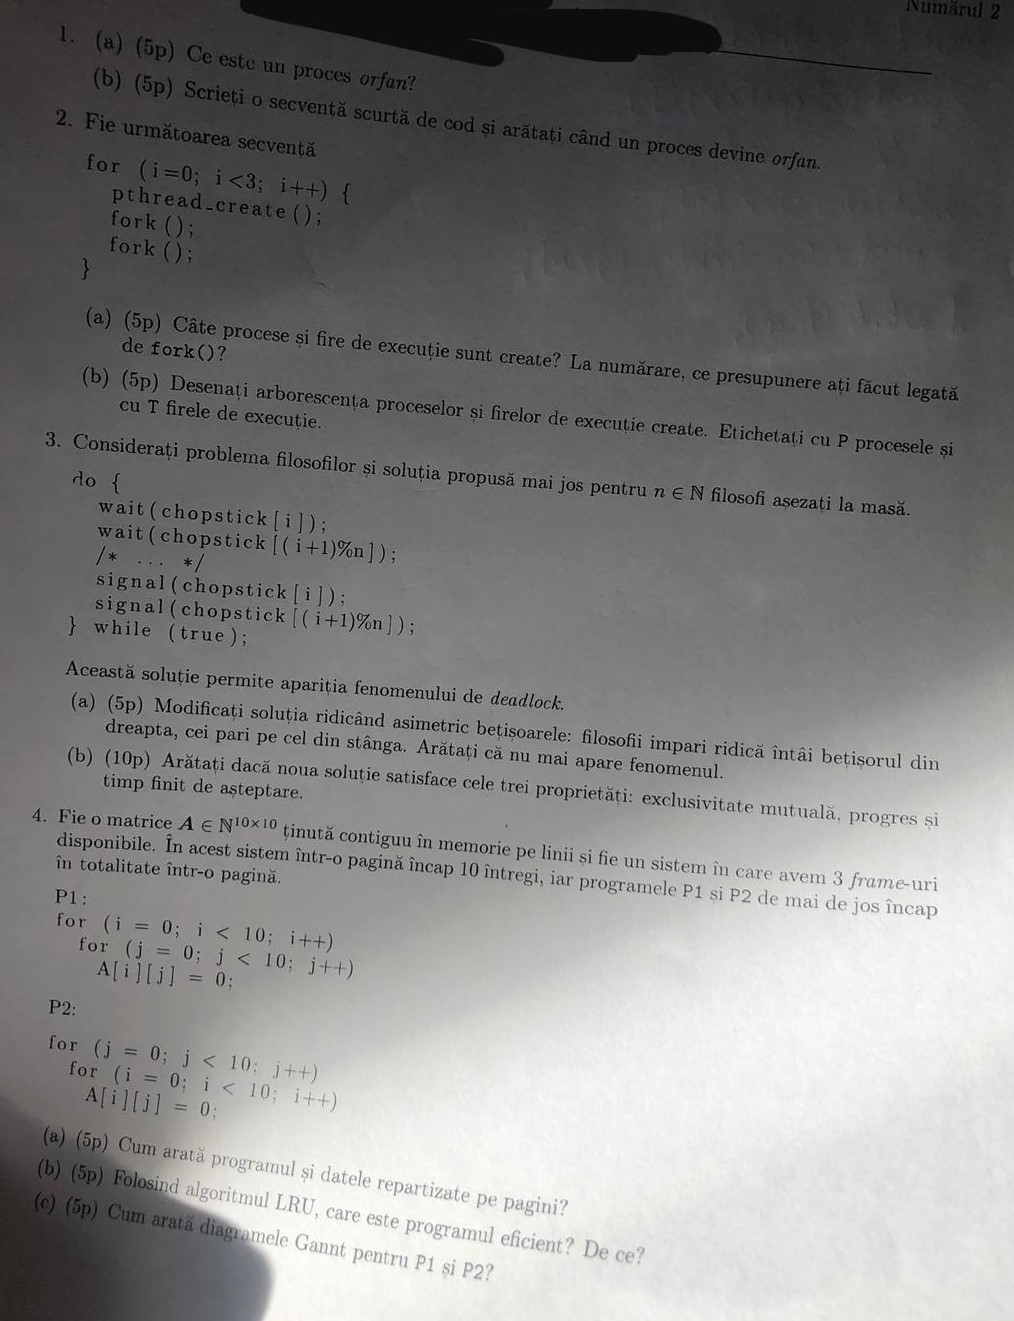 Numărul 2
1. (a) (5p) Ce este un proces orfan?
(b) (5p) Scrieți o secvență scurtă de cod și arătați când un proces devine orfan.
2. Fie următoarea secvență
for (i=0; i<3; i++) {
pthread_create();
fork();
fork();
}
(a) (5p) Câte procese și fire de execuție sunt create? La numărare, ce presupunere ați făcut legată
de fork()?
(b) (5p) Desenați arborescența proceselor și firelor de execuție create. Etichetați cu P procesele și
cu T firele de execuție.
3. Considerați problema filosofilor și soluția propusă mai jos pentru n ∈ N filosofi așezați la masă.
do {
wait(chopstick[i]);
wait(chopstick[(i+1)%n]);
/* ... */
signal(chopstick[i]);
signal(chopstick[(i+1)%n]);
} while (true);
Această soluție permite apariția fenomenului de deadlock.
(a) (5p) Modificați soluția ridicând asimetric bețișoarele: filosofii impari ridică întâi bețișorul din
dreapta, cei pari pe cel din stânga. Arătați că nu mai apare fenomenul.
(b) (10p) Arătați dacă noua soluție satisface cele trei proprietăți: exclusivitate mutuală, progres și
timp finit de așteptare.
4. Fie o matrice A ∈ N^{10×10} ținută contiguu în memorie pe linii și fie un sistem în care avem 3 frame-uri
disponibile. În acest sistem într-o pagină încap 10 întregi, iar programele P1 și P2 de mai de jos încap
în totalitate într-o pagină.
P1:
for (i = 0; i < 10; i++)
for (j = 0; j < 10; j++)
A[i][j] = 0;
P2:
for (j = 0; j < 10; j++)
for (i = 0; i < 10; i++)
A[i][j] = 0;
(a) (5p) Cum arată programul și datele repartizate pe pagini?
(b) (5p) Folosind algoritmul LRU, care este programul eficient? De ce?
(c) (5p) Cum arată diagramele Gannt pentru P1 și P2?